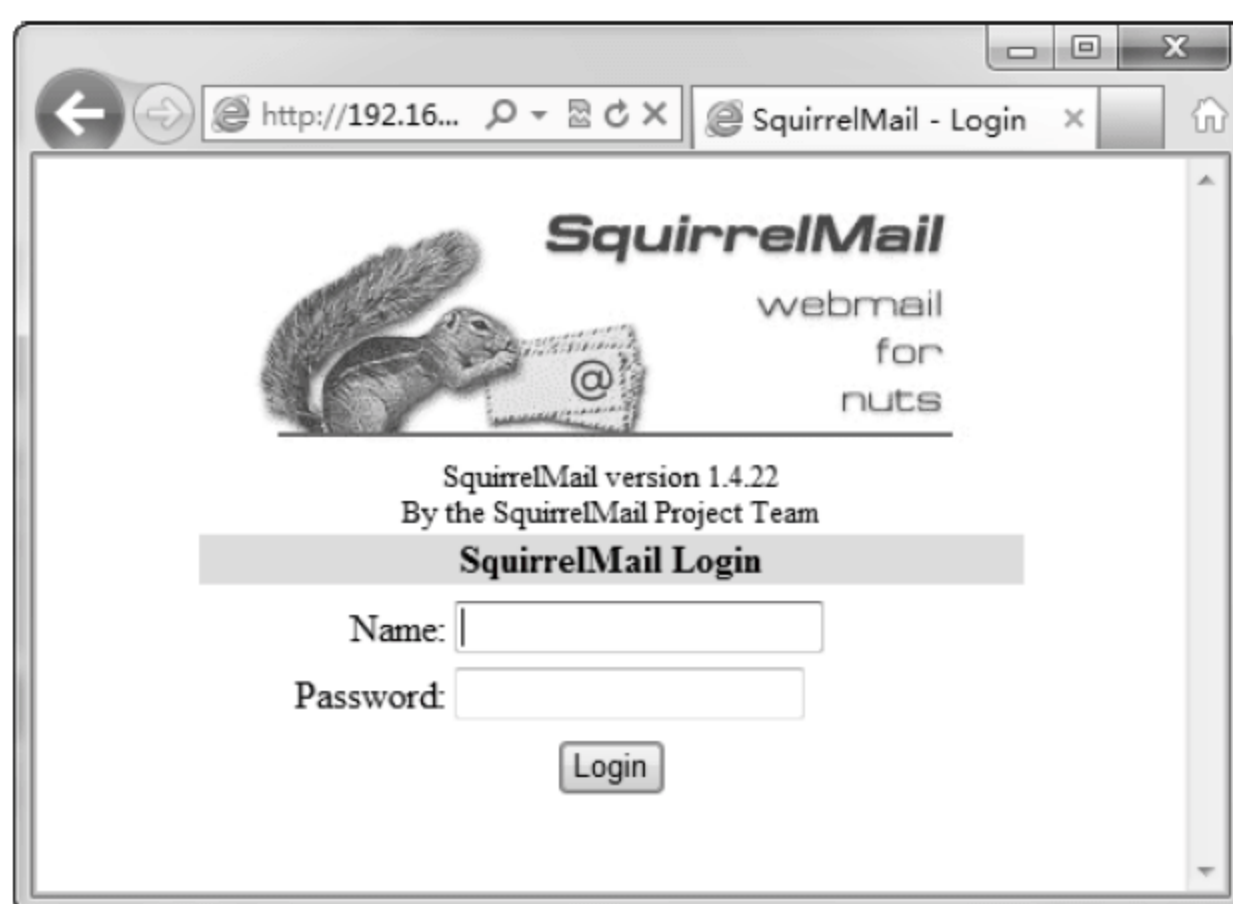 http://192.16...
SquirrelMail - Login
SquirrelMail
webmail
for
nuts
@
SquirrelMail version 1.4.22
By the SquirrelMail Project Team
SquirrelMail Login
Name:
Password:
Login